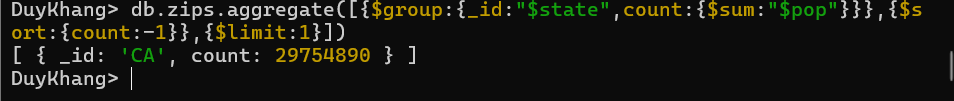 DuyKhang> db.zips.aggregate([{$group:{_id:"$state",count:{$sum:"$pop"}}},{$s
ort:{count:-1}},{$limit:1}])
[ { _id: 'CA', count: 29754890 } ]
DuyKhang>